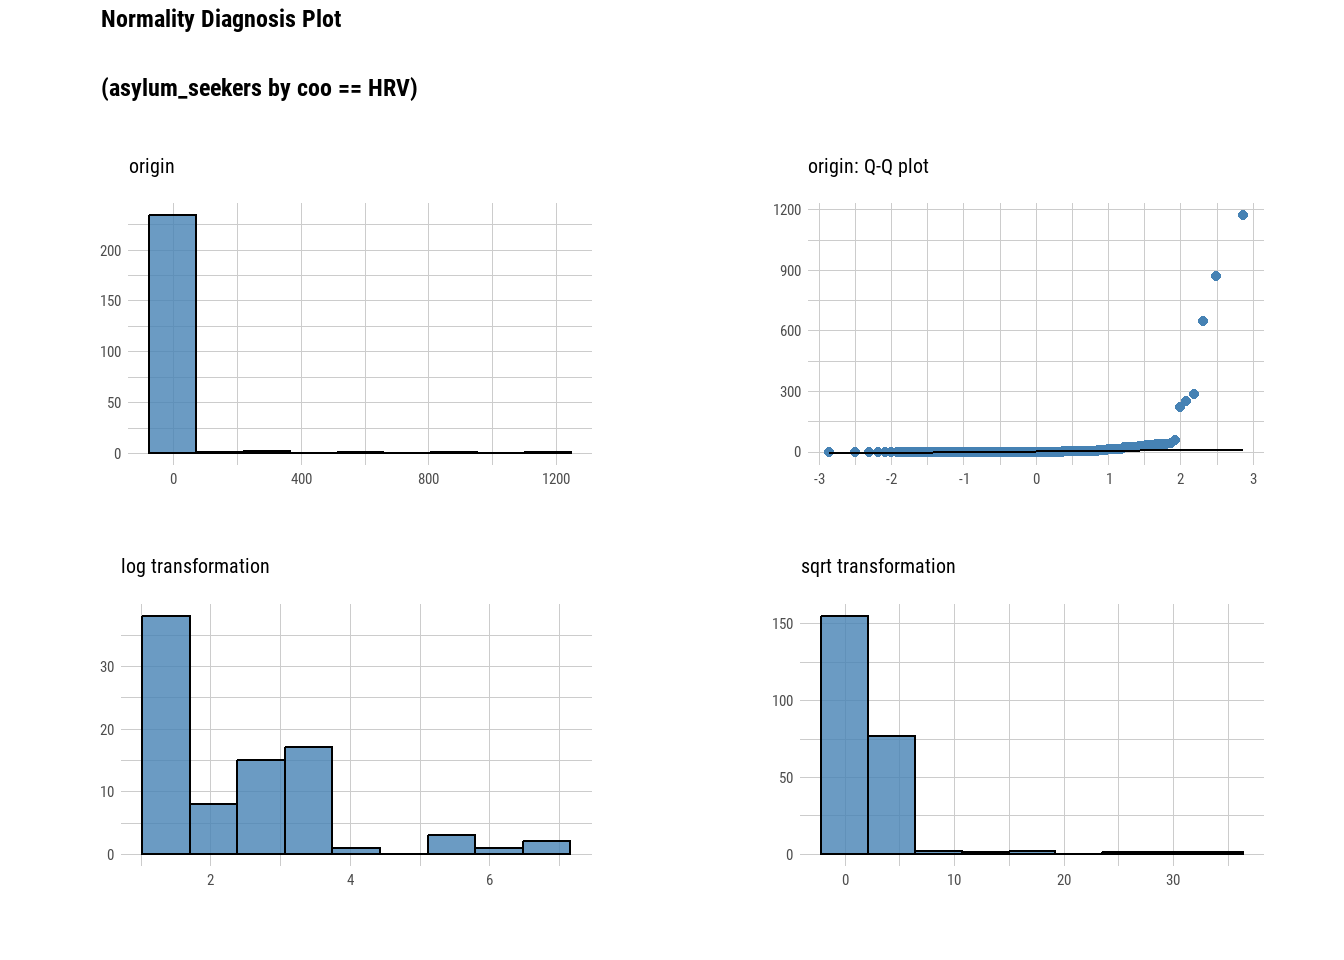 Normality Diagnosis Plot
(asylum_seekers by coo == HRV)
origin
200
150
100
50
0
0 400 800 1200
origin: Q-Q plot
1200
900
600
300
0
-3 -2 -1 0 1 2 3
log transformation
30
20
10
0
2 4 6
sqrt transformation
150
100
50
0
0 10 20 30